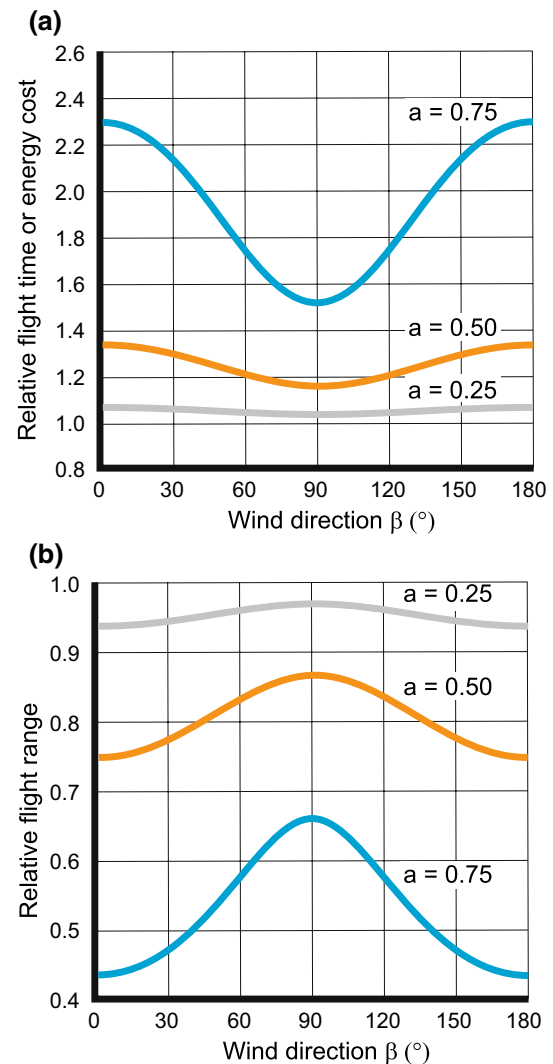 (a)
Relative flight time or energy cost
2.6
2.4
2.2
2.0
1.8
1.6
1.4
1.2
1.0
0.8
a = 0.75
a = 0.50
a = 0.25
0 30 60 90 120 150 180
Wind direction β (°)
(b)
Relative flight range
1.0
0.9
0.8
0.7
0.6
0.5
0.4
a = 0.25
a = 0.50
a = 0.75
0 30 60 90 120 150 180
Wind direction β (°)